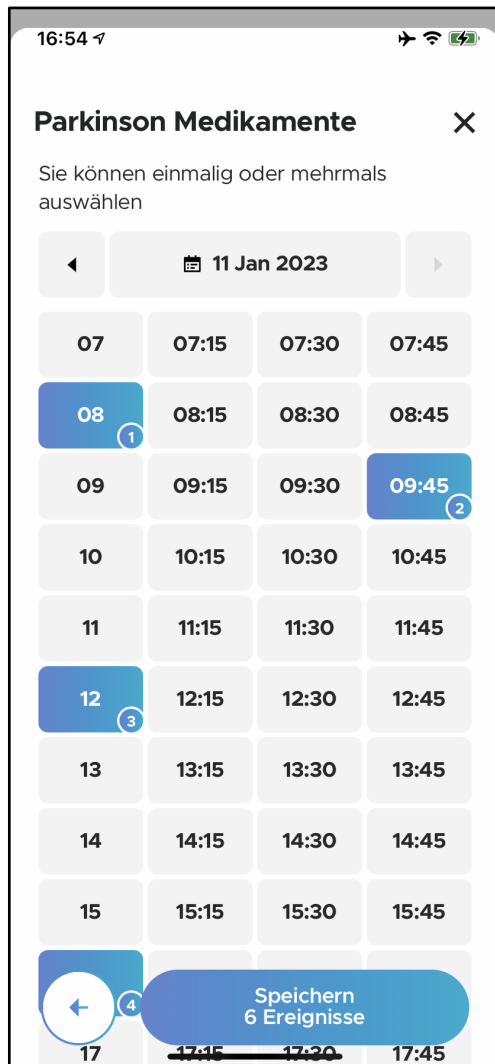 16:54
Parkinson Medikamente
Sie können einmalig oder mehrmals
auswählen
11 Jan 2023
07 07:15 07:30 07:45
08 1 08:15 08:30 08:45
09 09:15 09:30 09:45 2
10 10:15 10:30 10:45
11 11:15 11:30 11:45
12 3 12:15 12:30 12:45
13 13:15 13:30 13:45
14 14:15 14:30 14:45
15 15:15 15:30 15:45
4
Speichern
6 Ereignisse
17 17:15 17:30 17:45